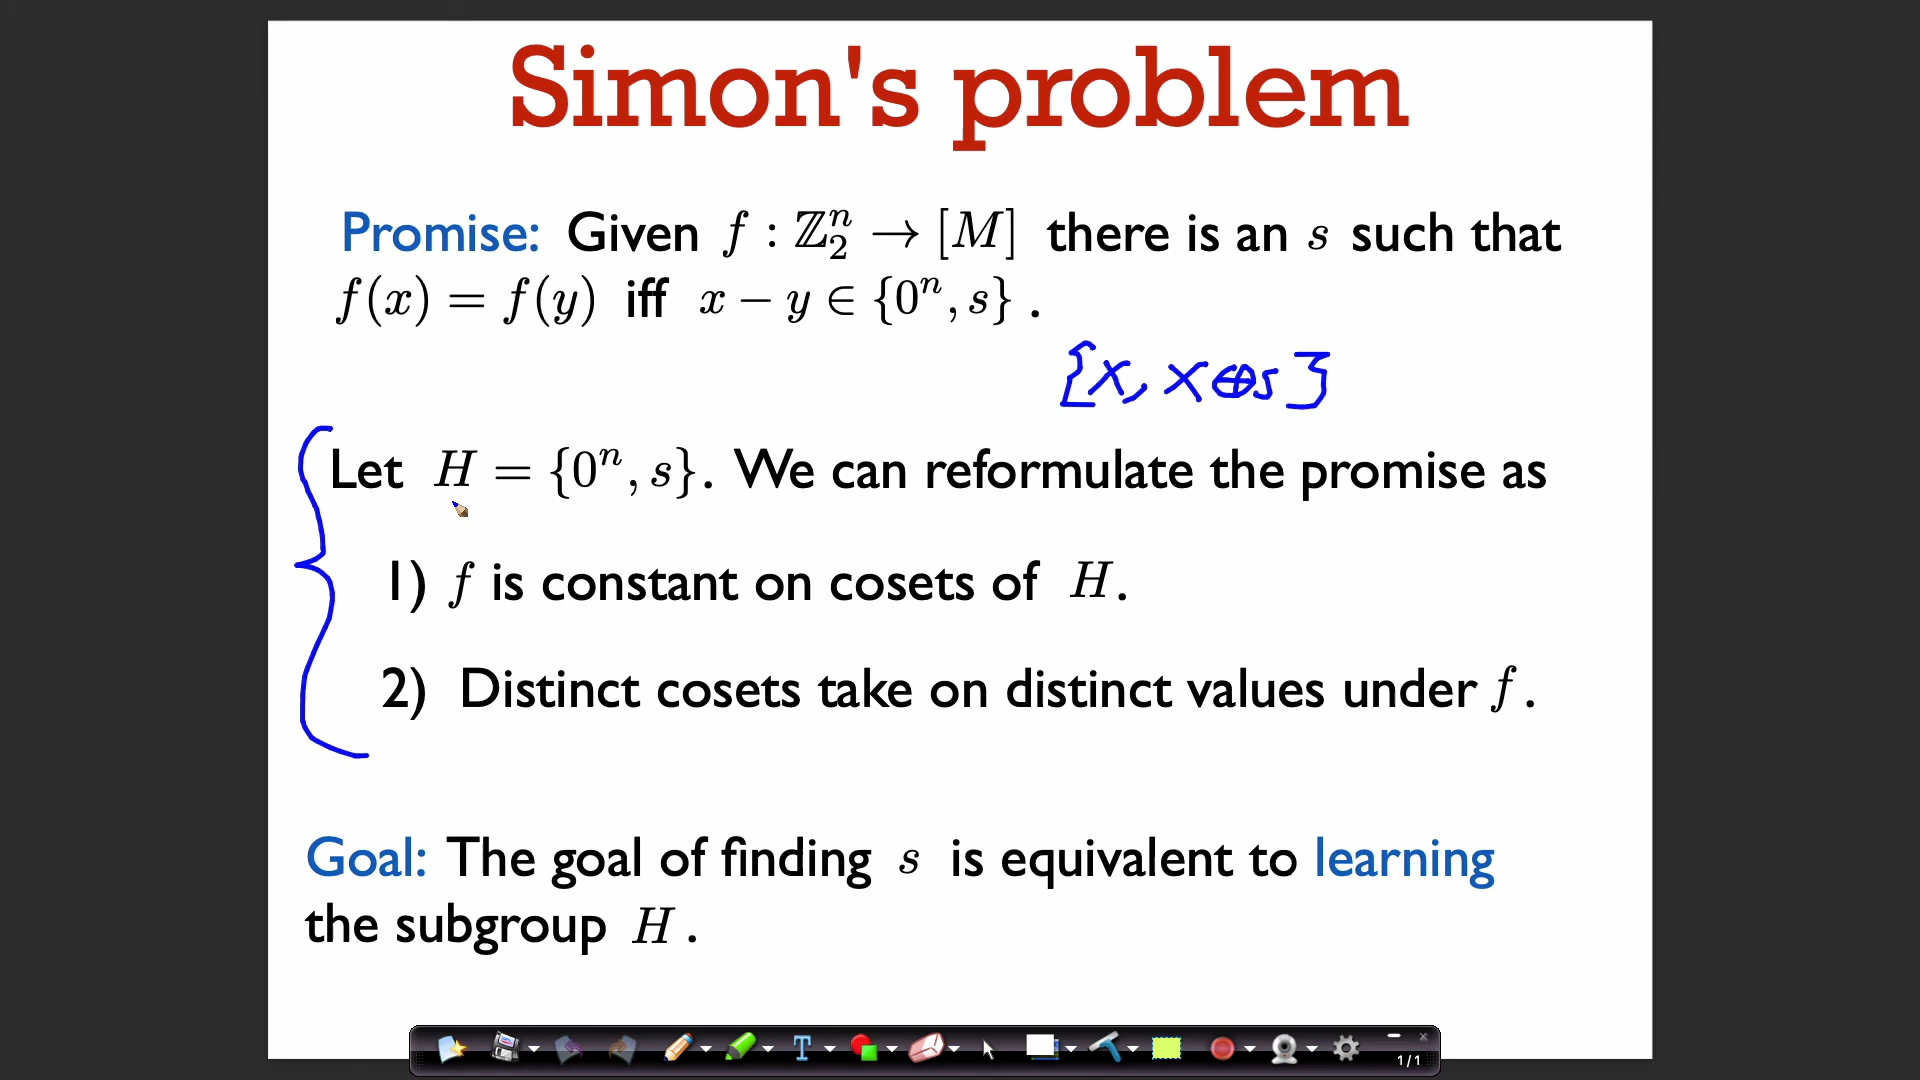 Simon's problem
Promise: Given f : ℤ₂ⁿ → [M] there is an s such that
f(x) = f(y) iff x − y ∈ {0ⁿ, s} .
{x, x⊕s}
Let H = {0ⁿ, s}. We can reformulate the promise as
1) f is constant on cosets of H.
2) Distinct cosets take on distinct values under f.
Goal: The goal of finding s is equivalent to learning
the subgroup H.
T
1/1